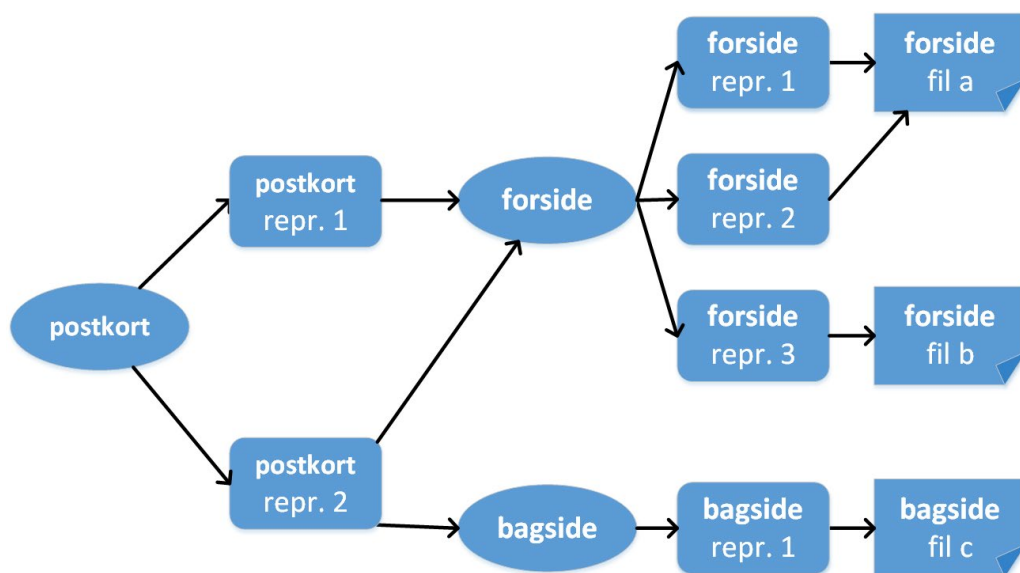 forside
repr. 1
forside
fil a
postkort
repr. 1
forside
forside
repr. 2
postkort
forside
repr. 3
forside
fil b
postkort
repr. 2
bagside
bagside
repr. 1
bagside
fil c